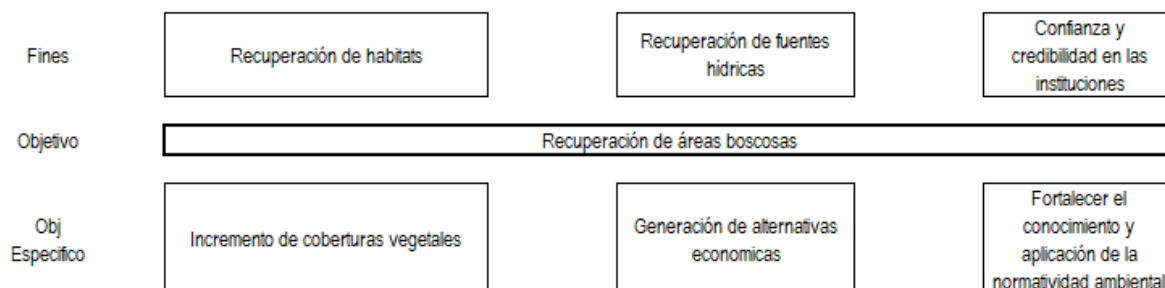 Fines
Recuperación de habitats
Recuperación de fuentes
hídricas
Confianza y
credibilidad en las
instituciones
Objetivo
Recuperación de áreas boscosas
Obj
Especifico
Incremento de coberturas vegetales
Generación de alternativas
economicas
Fortalecer el
conocimiento y
aplicación de la
normatividad ambiental